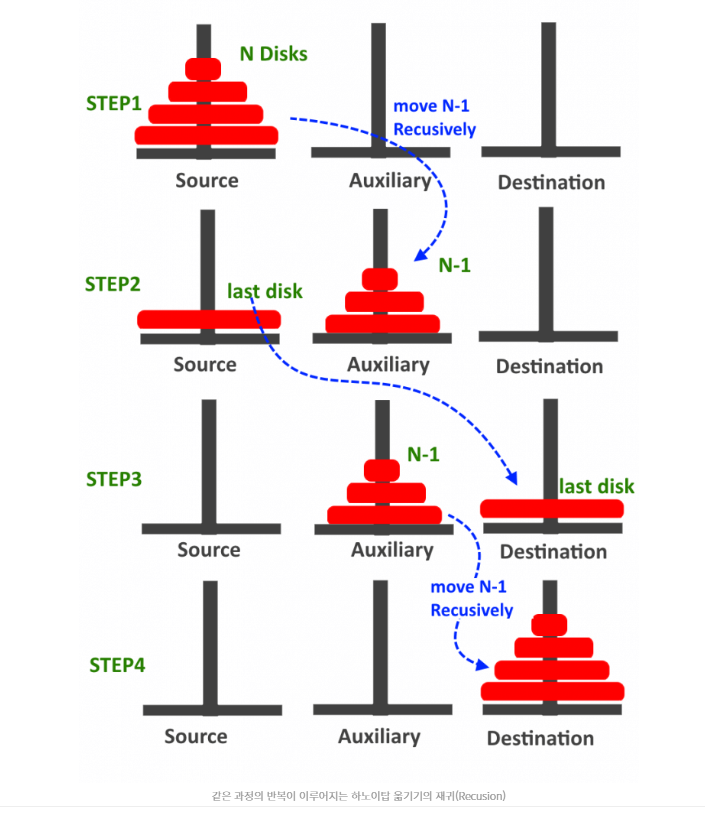 N Disks
STEP1
move N-1
Recusively
Source
Auxiliary
Destination
STEP2
last disk
N-1
Source
Auxiliary
Destination
STEP3
N-1
last disk
Source
Auxiliary
Destination
move N-1
Recusively
STEP4
Source
Auxiliary
Destination
같은 과정의 반복이 이루어지는 하노이탑 옮기기의 재귀(Recusion)